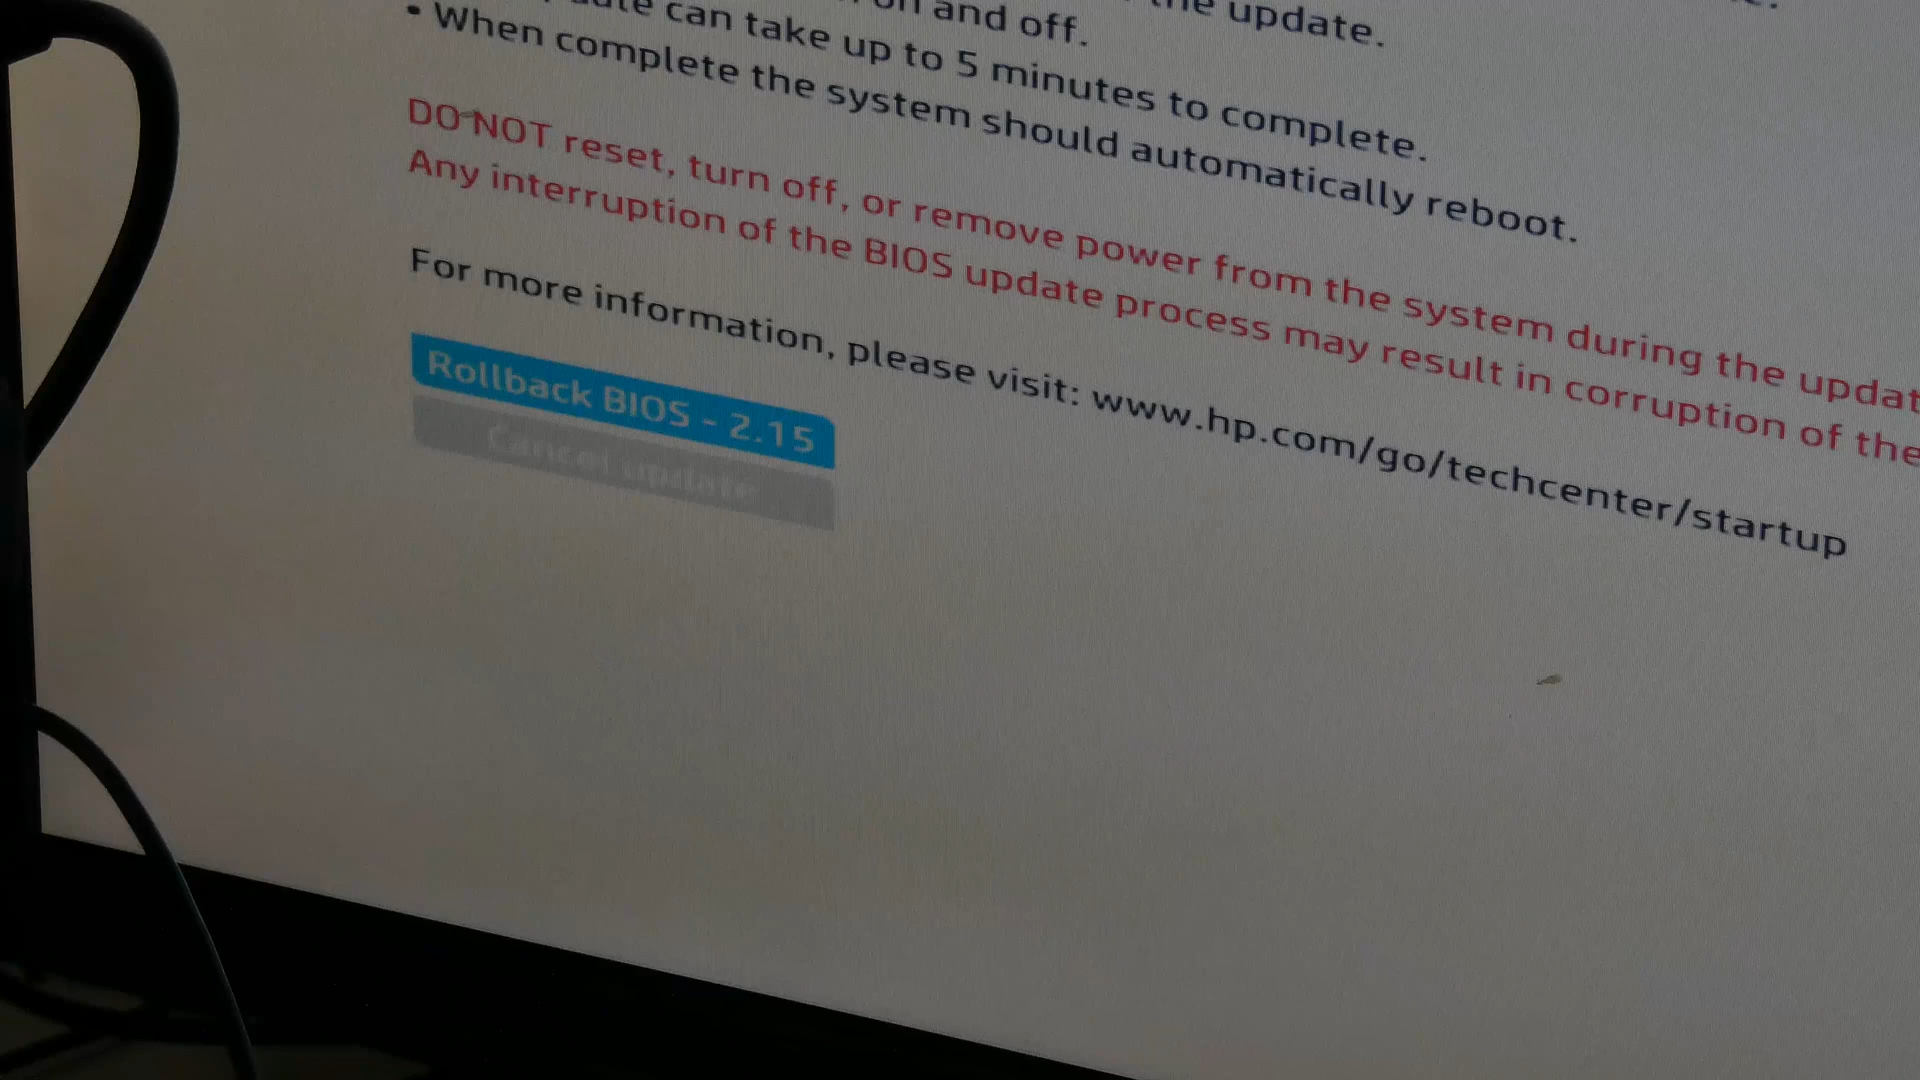 the update.
and off.
can take up to 5 minutes to complete.
• When complete the system should automatically reboot.
DO NOT reset, turn off, or remove power from the system during the
Any interruption of the BIOS update process may result in corruption of the
For more information, please visit: www.hp.com/go/techcenter/startup
Rollback BIOS - 2.15
Cancel update